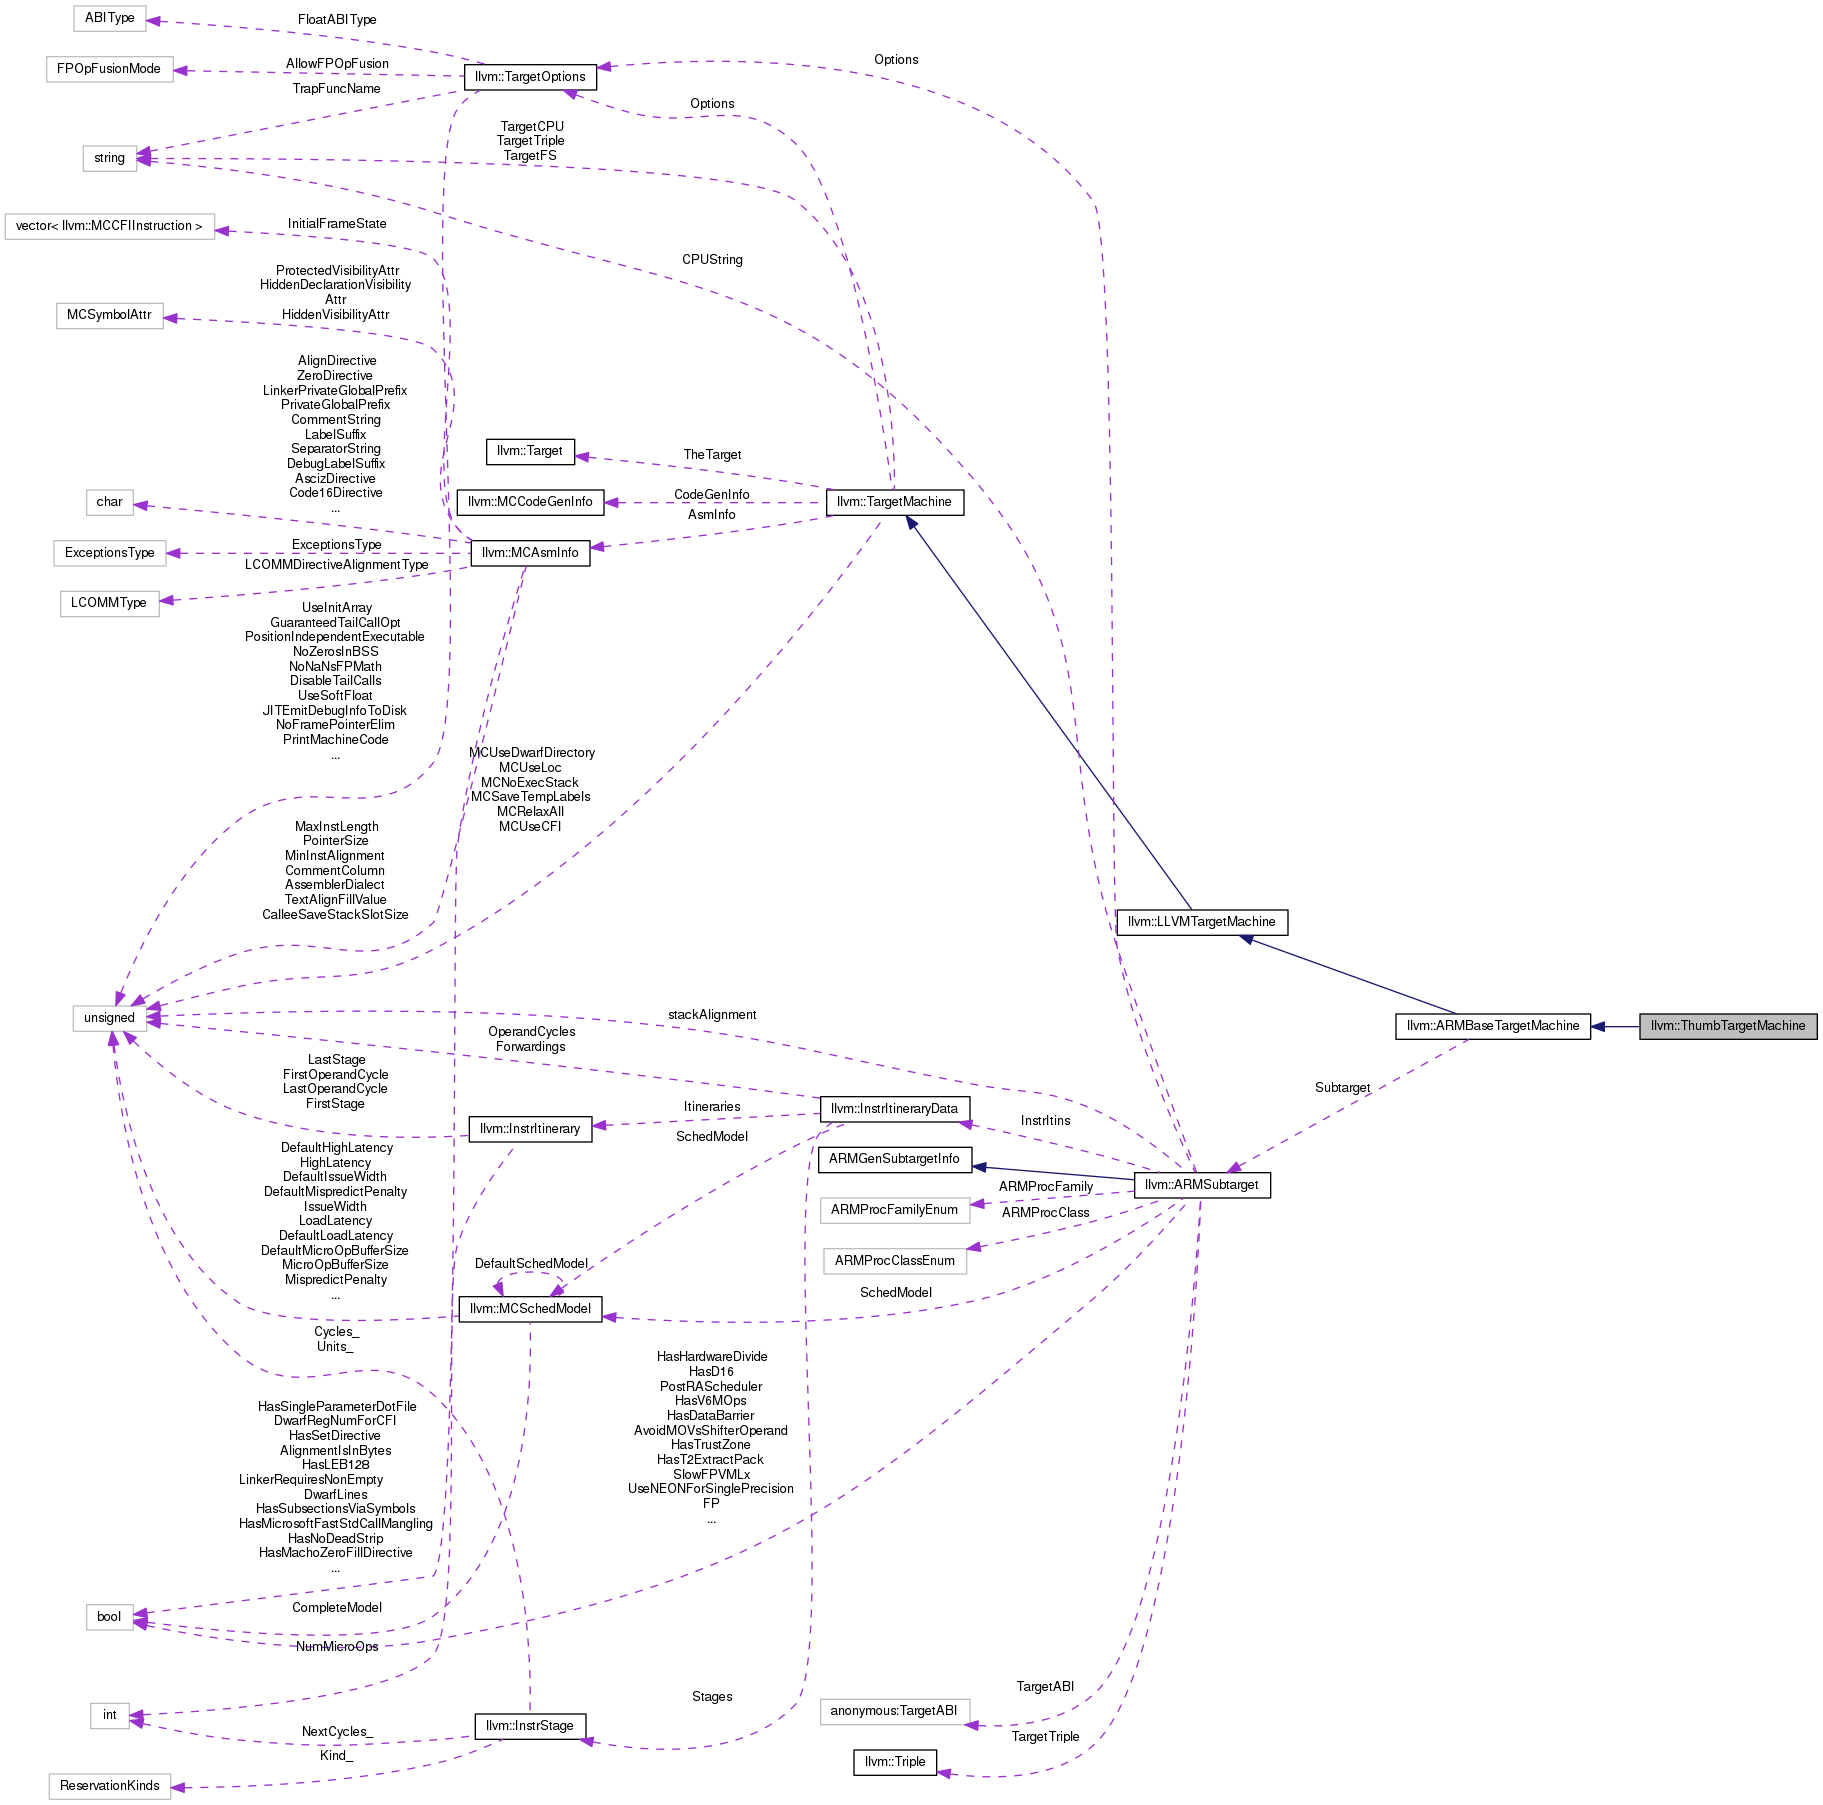 ABIType
FloatABIType
FPOpFusionMode
AllowFPOpFusion
llvm::TargetOptions
Options
TrapFuncName
Options
string
TargetCPU
TargetTriple
TargetFS
vector< llvm::MCCFIInstruction >
InitialFrameState
CPUString
MCSymbolAttr
ProtectedVisibilityAttr
HiddenDeclarationVisibility
Attr
HiddenVisibilityAttr
AlignDirective
ZeroDirective
LinkerPrivateGlobalPrefix
PrivateGlobalPrefix
CommentString
LabelSuffix
SeparatorString
DebugLabelSuffix
AscizDirective
Code16Directive
...
llvm::Target
TheTarget
char
llvm::MCCodeGenInfo
CodeGenInfo
llvm::TargetMachine
AsmInfo
ExceptionsType
ExceptionsType
llvm::MCAsmInfo
LCOMMDirectiveAlignmentType
LCOMMType
UseInitArray
GuaranteedTailCallOpt
PositionIndependentExecutable
NoZerosInBSS
NoNaNsFPMath
DisableTailCalls
UseSoftFloat
JITEmitDebugInfoToDisk
NoFramePointerElim
PrintMachineCode
...
MCUseDwarfDirectory
MCUseLoc
MCNoExecStack
MCSaveTempLabels
MCRelaxAll
MCUseCFI
MaxInstLength
PointerSize
MinInstAlignment
CommentColumn
AssemblerDialect
TextAlignFillValue
CalleeSaveStackSlotSize
llvm::LLVMTargetMachine
unsigned
stackAlignment
llvm::ARMBaseTargetMachine
llvm::ThumbTargetMachine
OperandCycles
Forwardings
LastStage
FirstOperandCycle
LastOperandCycle
FirstStage
Subtarget
llvm::InstrItinerary
Itineraries
llvm::InstrItineraryData
InstrItins
SchedModel
ARMGenSubtargetInfo
llvm::ARMSubtarget
ARMProcFamily
ARMProcFamilyEnum
ARMProcClass
ARMProcClassEnum
DefaultHighLatency
HighLatency
DefaultIssueWidth
DefaultMispredictPenalty
IssueWidth
LoadLatency
DefaultLoadLatency
DefaultMicroOpBufferSize
MicroOpBufferSize
MispredictPenalty
...
DefaultSchedModel
llvm::MCSchedModel
SchedModel
Cycles_
Units_
HasHardwareDivide
HasD16
PostRAScheduler
HasV6MOps
HasDataBarrier
AvoidMOVsShifterOperand
HasTrustZone
HasT2ExtractPack
SlowFPVMLx
UseNEONForSinglePrecision
FP
...
HasSingleParameterDotFile
DwarfRegNumForCFI
HasSetDirective
AlignmentIsInBytes
HasLEB128
LinkerRequiresNonEmpty
DwarfLines
HasSubsectionsViaSymbols
HasMicrosoftFastStdCallMangling
HasNoDeadStrip
HasMachoZeroFillDirective
...
bool
CompleteModel
NumMicroOps
int
NextCycles_
llvm::InstrStage
Stages
anonymous:TargetABI
TargetABI
TargetTriple
llvm::Triple
Kind_
ReservationKinds